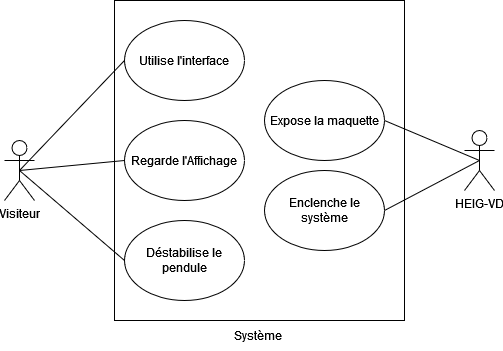 Utilise l'interface
Expose la maquette
Regarde l'Affichage
Enclenche le
système
Visiteur
HEIG-VD
Déstabilise le
pendule
Système